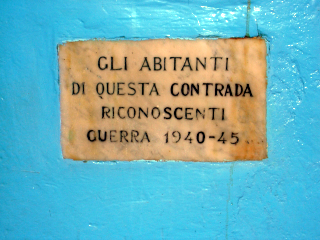 GLI ABITANTI
DI QUESTA CONTRADA
RICONOSCENTI
GUERRA 1940-45